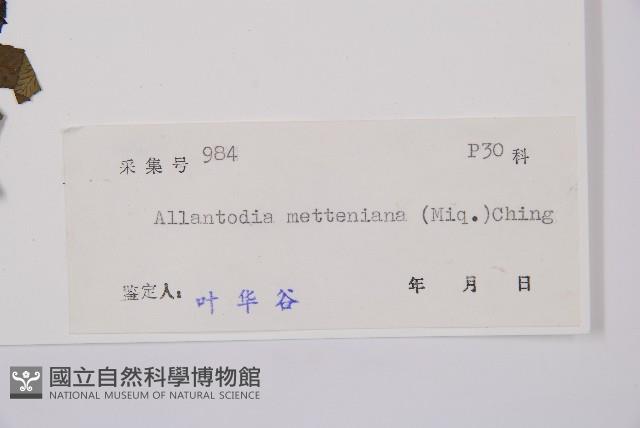 采集号 984 P30 科
Allantodia metteniana (Miq.)Ching
鉴定人: 叶华谷 年 月 日
國立自然科學博物館
NATIONAL MUSEUM OF NATURAL SCIENCE